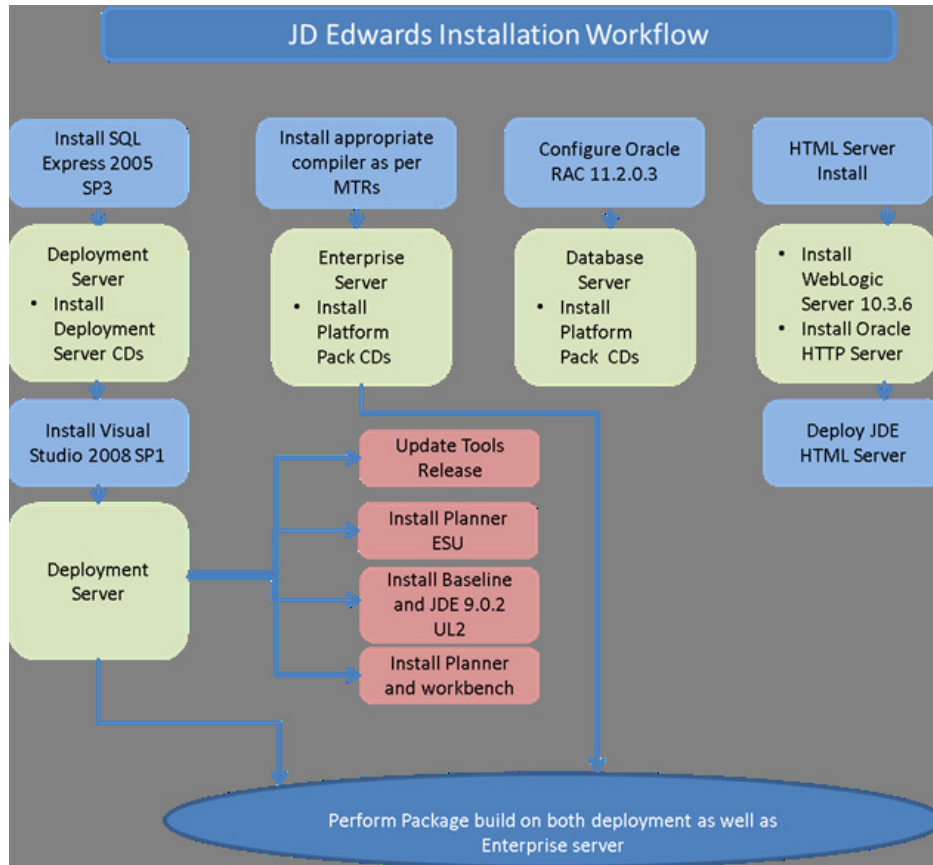 JD Edwards Installation Workflow
Install SQL
Express 2005
SP3
Install appropriate
compiler as per
MTRs
Configure Oracle
RAC 11.2.0.3
HTML Server
Install
Deployment
Server
• Install
Deployment
Server CDs
Enterprise
Server
• Install
Platform
Pack CDs
Database
Server
• Install
Platform
Pack CDs
• Install
WebLogic
Server 10.3.6
• Install Oracle
HTTP Server
Install Visual
Studio 2008 SP1
Deploy JDE
HTML Server
Deployment
Server
Update Tools
Release
Install Planner
ESU
Install Baseline
and JDE 9.0.2
UL2
Install Planner
and workbench
Perform Package build on both deployment as well as
Enterprise server